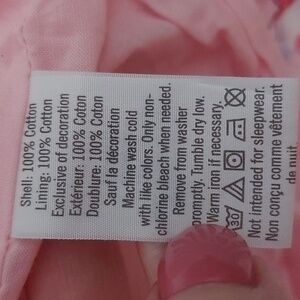 Shell: 100% Cotton
Lining: 100% Cotton
Exclusive of decoration
Extérieur: 100% Coton
Doublure: 100% Coton
Sauf la décoration
Machine wash cold
with like colors. Only non-
chlorine bleach when needed.
Remove from washer
promptly. Tumble dry low.
Warm iron if necessary.
Not intended for sleepwear.
Non conçu comme vêtement
de nuit